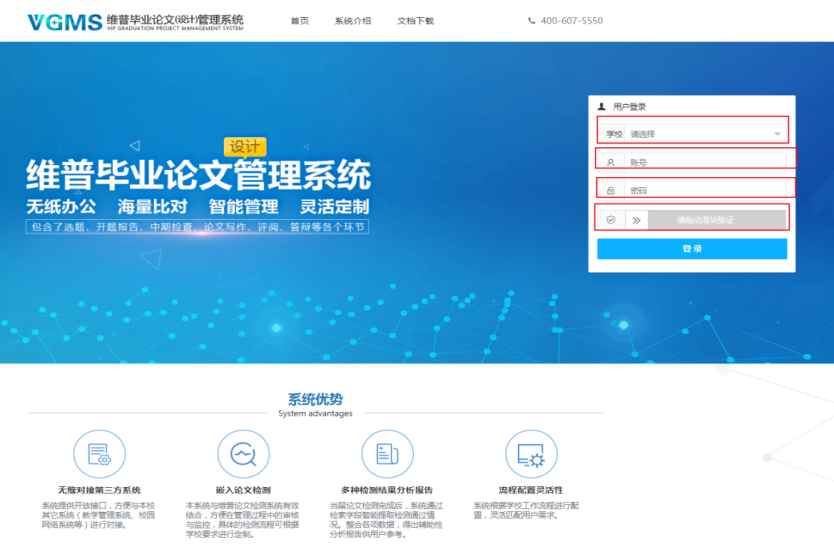 VGMS 维普毕业论文(设计)管理系统
VIP GRADUATION PROJECT MANAGEMENT SYSTEM
首页 系统介绍 文档下载
400-607-5550
设计
维普毕业论文管理系统
无纸办公 海量比对 智能管理 灵活定制
包含了选题、开题报告、中期检查、论文写作、评阅、答辩等各个环节
用户登录
学校 请选择
账号
密码
请拖动滑块验证
登录
系统优势
System advantages
无缝对接第三方系统
系统提供开放接口，方便与本校
其它系统（教学管理系统、校园
网络系统等）进行对接。
嵌入论文检测
本系统与维普论文检测系统有效
结合，方便在管理过程中的审核
与监控，具体的检测流程可根据
学校要求进行定制。
多种检测结果分析报告
当届论文检测完成后，系统通过
检索字段智能提取检测通过情
况。整合各项数据，得出辅助性
分析报告供用户参考。
流程配置灵活性
系统根据学校工作流程进行配
置，灵活匹配用户需求。